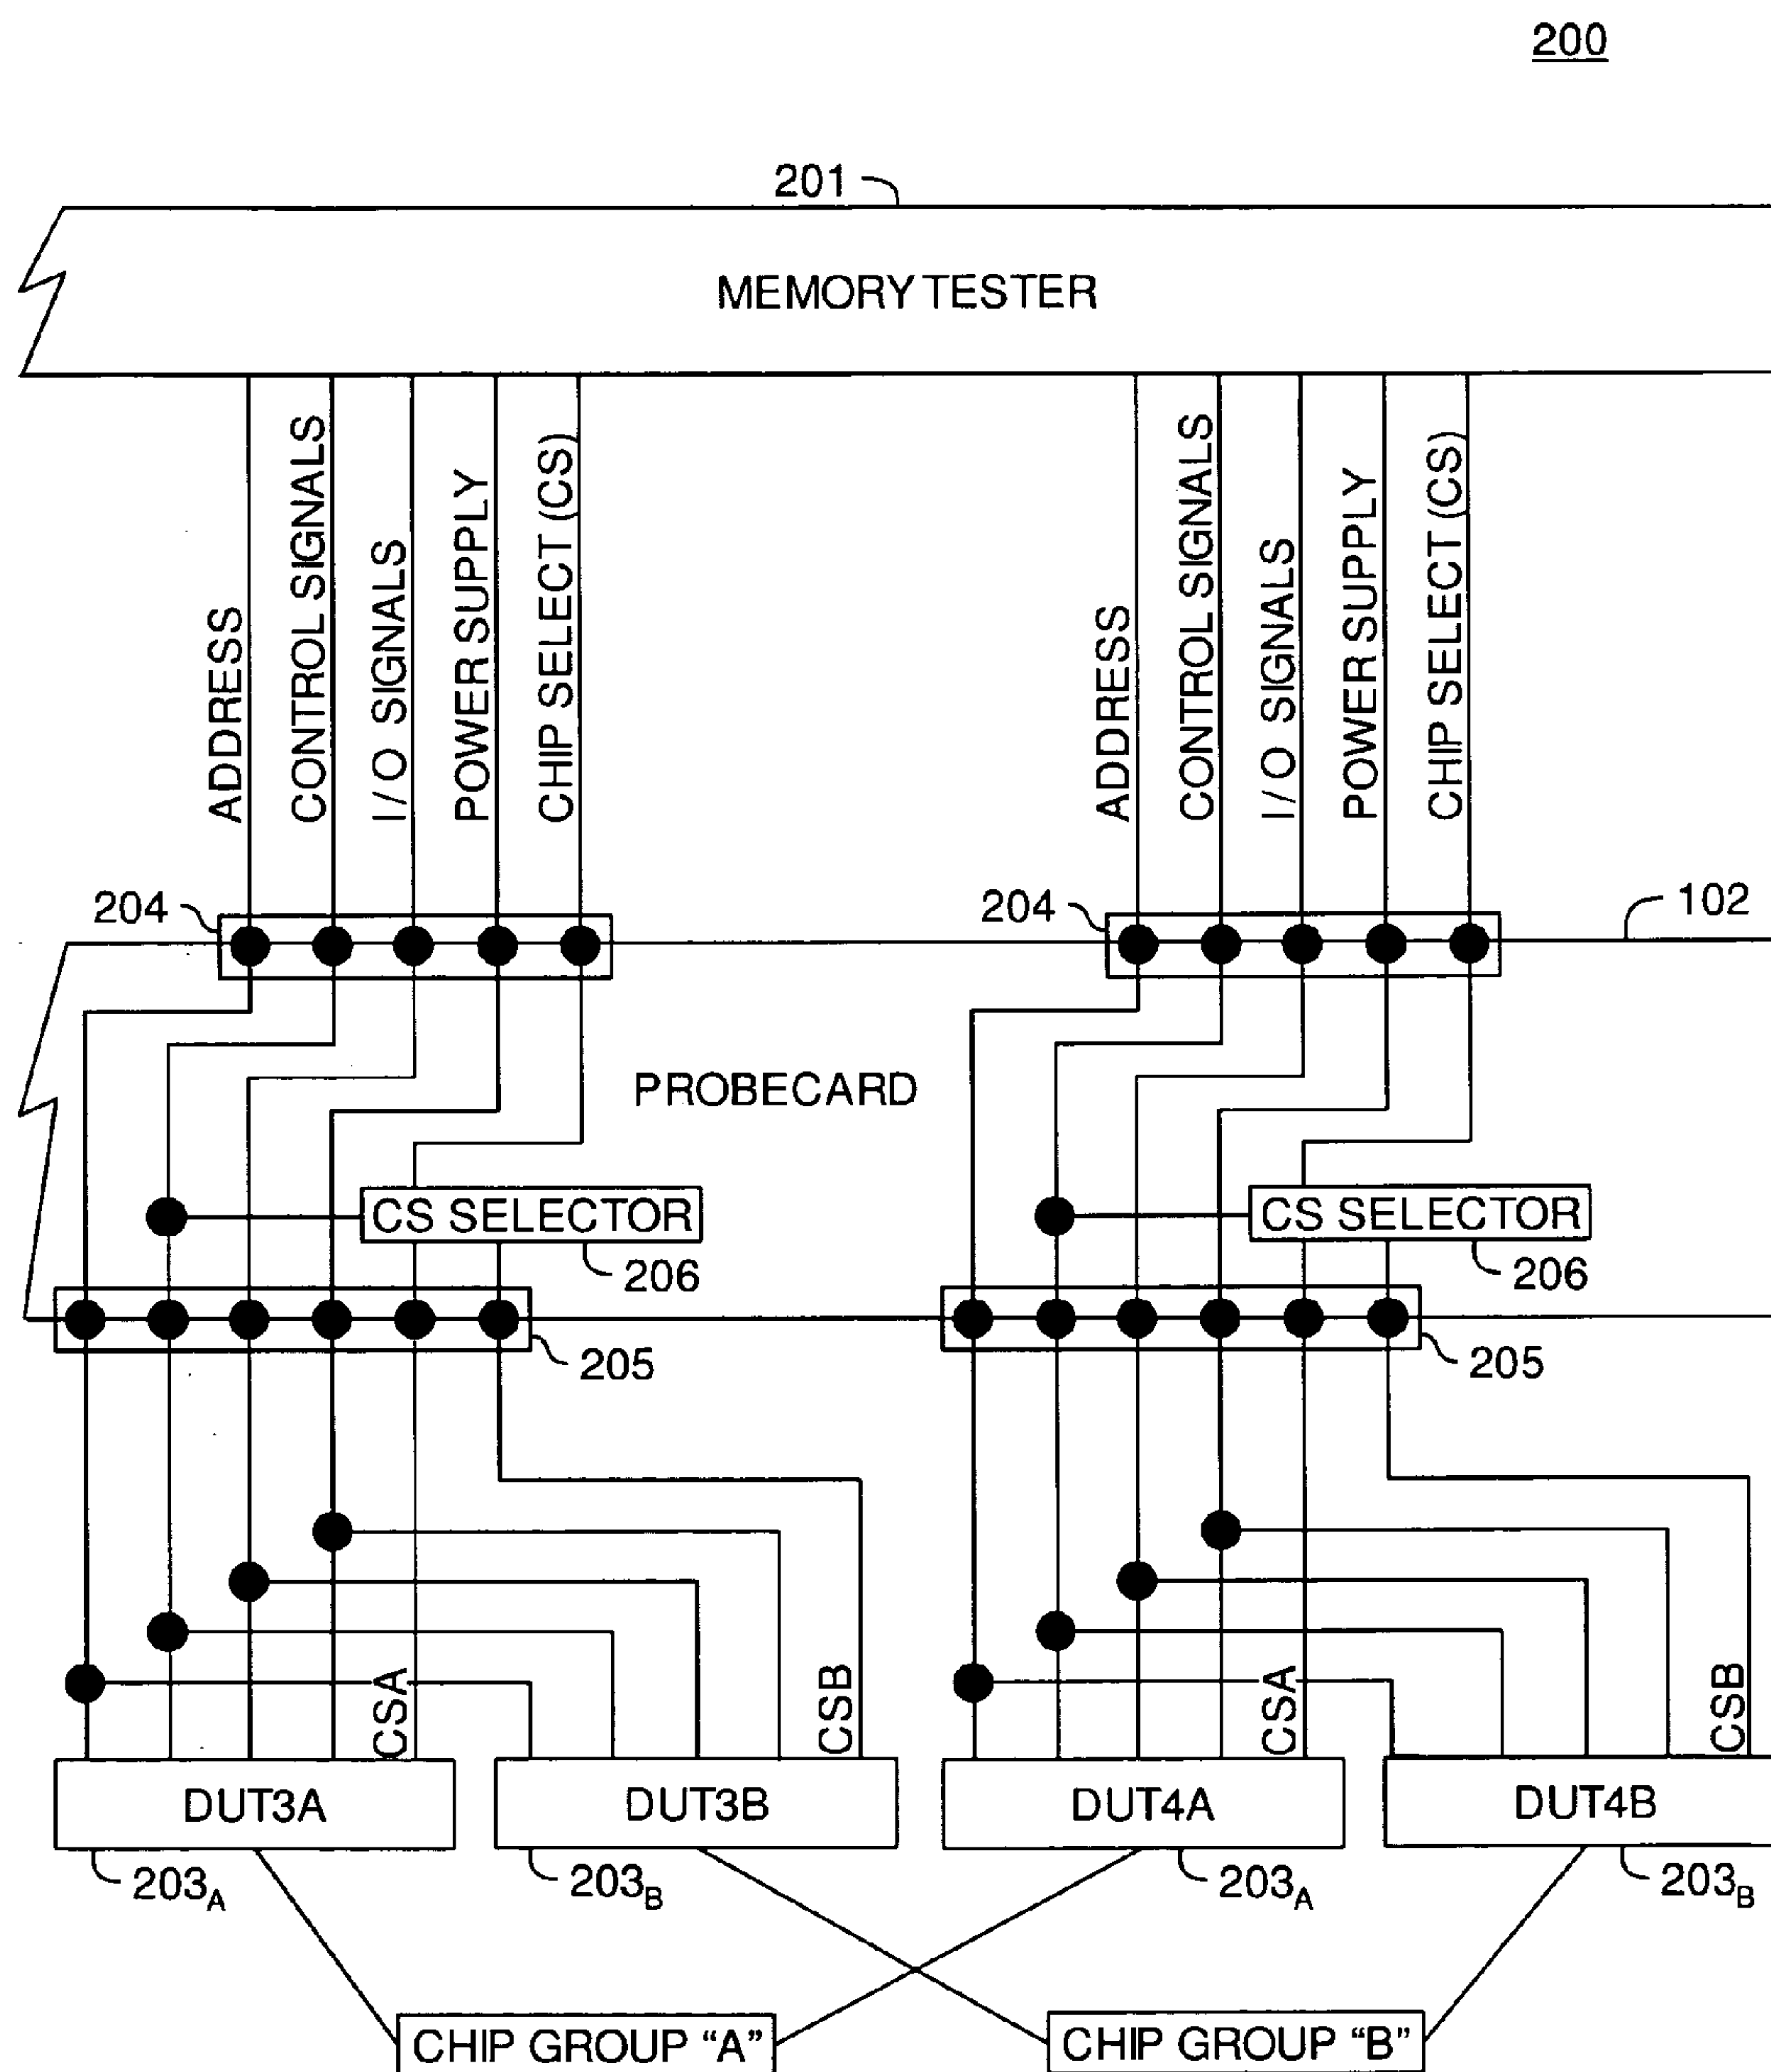 200
201
MEMORY TESTER
ADDRESS
CONTROL SIGNALS
I/O SIGNALS
POWER SUPPLY
CHIP SELECT (CS)
ADDRESS
CONTROL SIGNALS
I/O SIGNALS
POWER SUPPLY
CHIP SELECT (CS)
204
204
102
PROBECARD
CS SELECTOR
CS SELECTOR
206
206
205
205
CSA
CSB
CSA
CSB
DUT3A
DUT3B
DUT4A
DUT4B
203A
203B
203A
203B
CHIP GROUP “A”
CHIP GROUP “B”